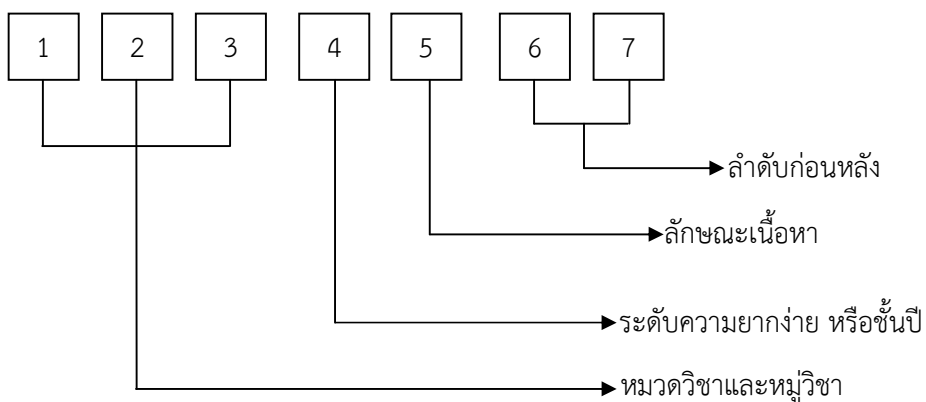 1 2 3 4 5 6 7
ลำดับก่อนหลัง
ลักษณะเนื้อหา
ระดับความยากง่าย หรือชั้นปี
หมวดวิชาและหมู่วิชา